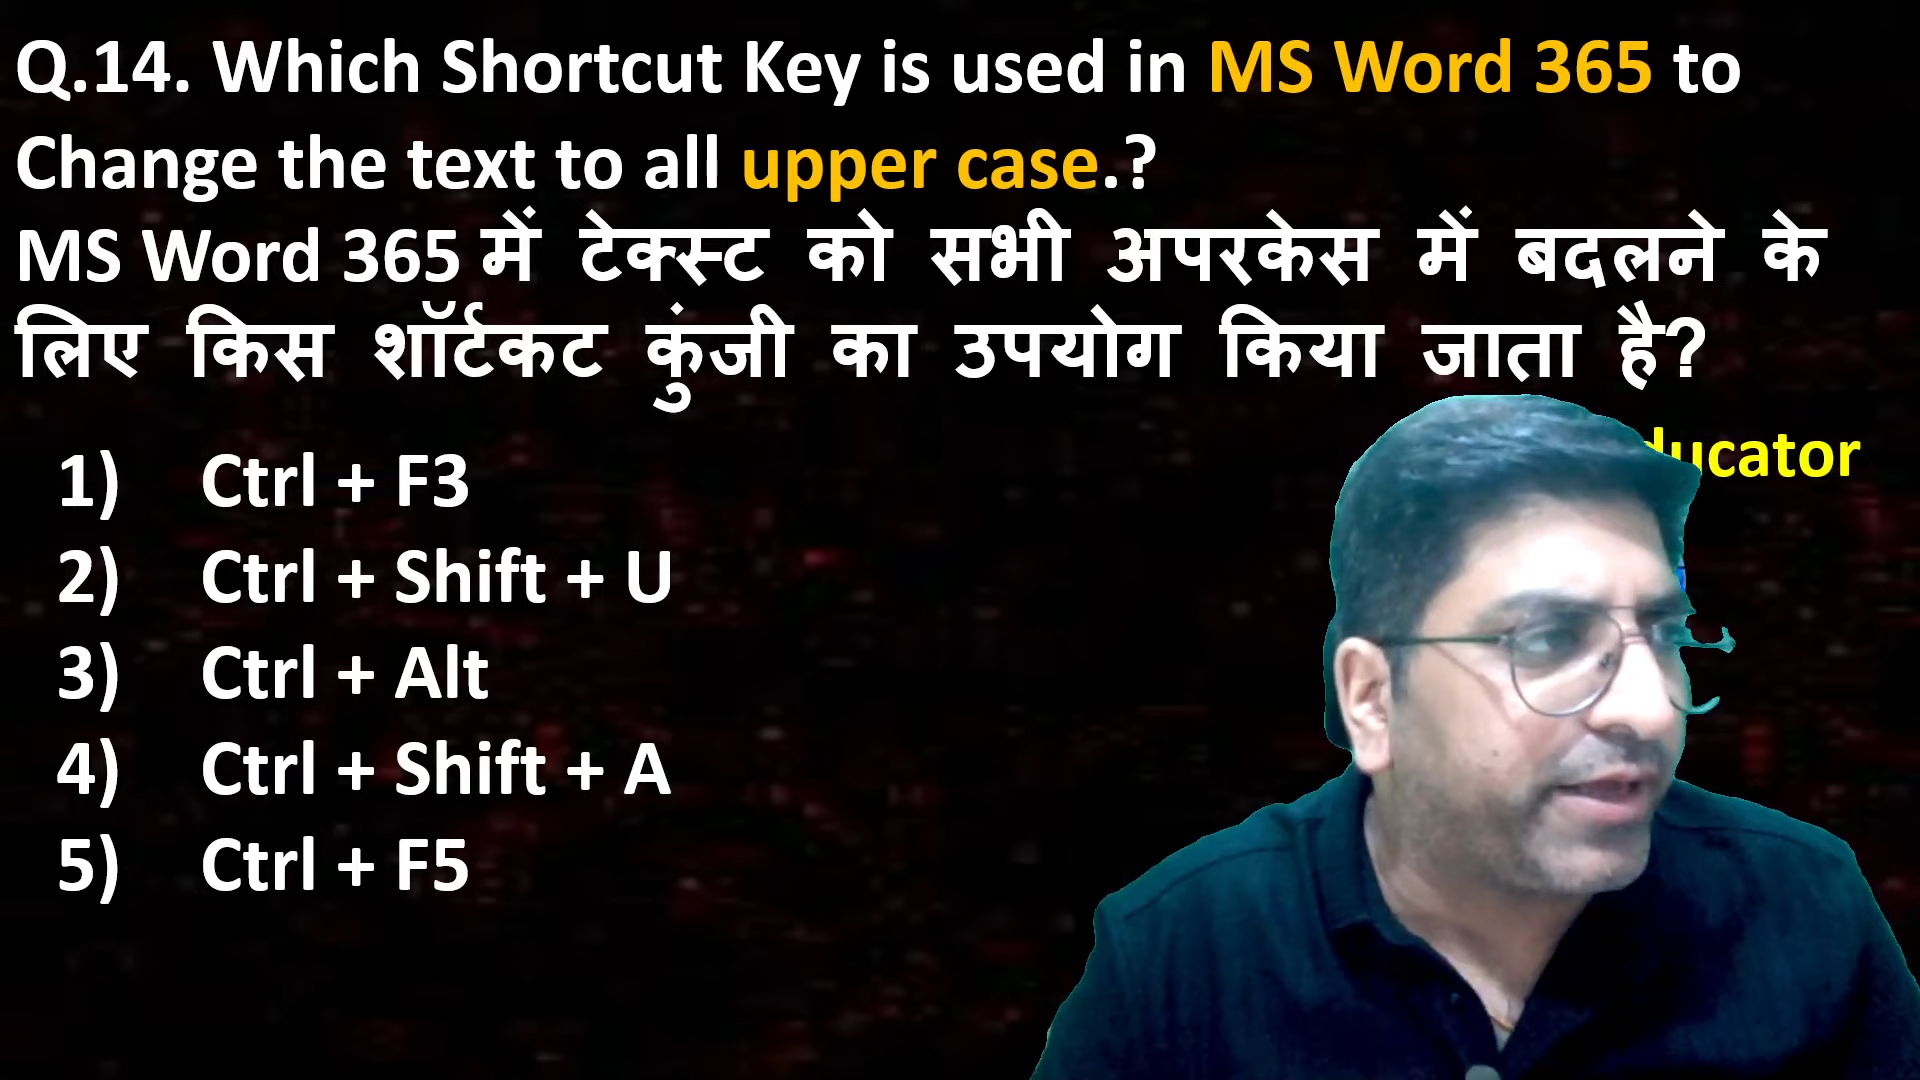 Q.14. Which Shortcut Key is used in MS Word 365 to
Change the text to all upper case.?
MS Word 365 में टेक्स्ट को सभी अपरकेस में बदलने के
लिए किस शॉर्टकट कुंजी का उपयोग किया जाता है?
1) Ctrl + F3
2) Ctrl + Shift + U
3) Ctrl + Alt
4) Ctrl + Shift + A
5) Ctrl + F5